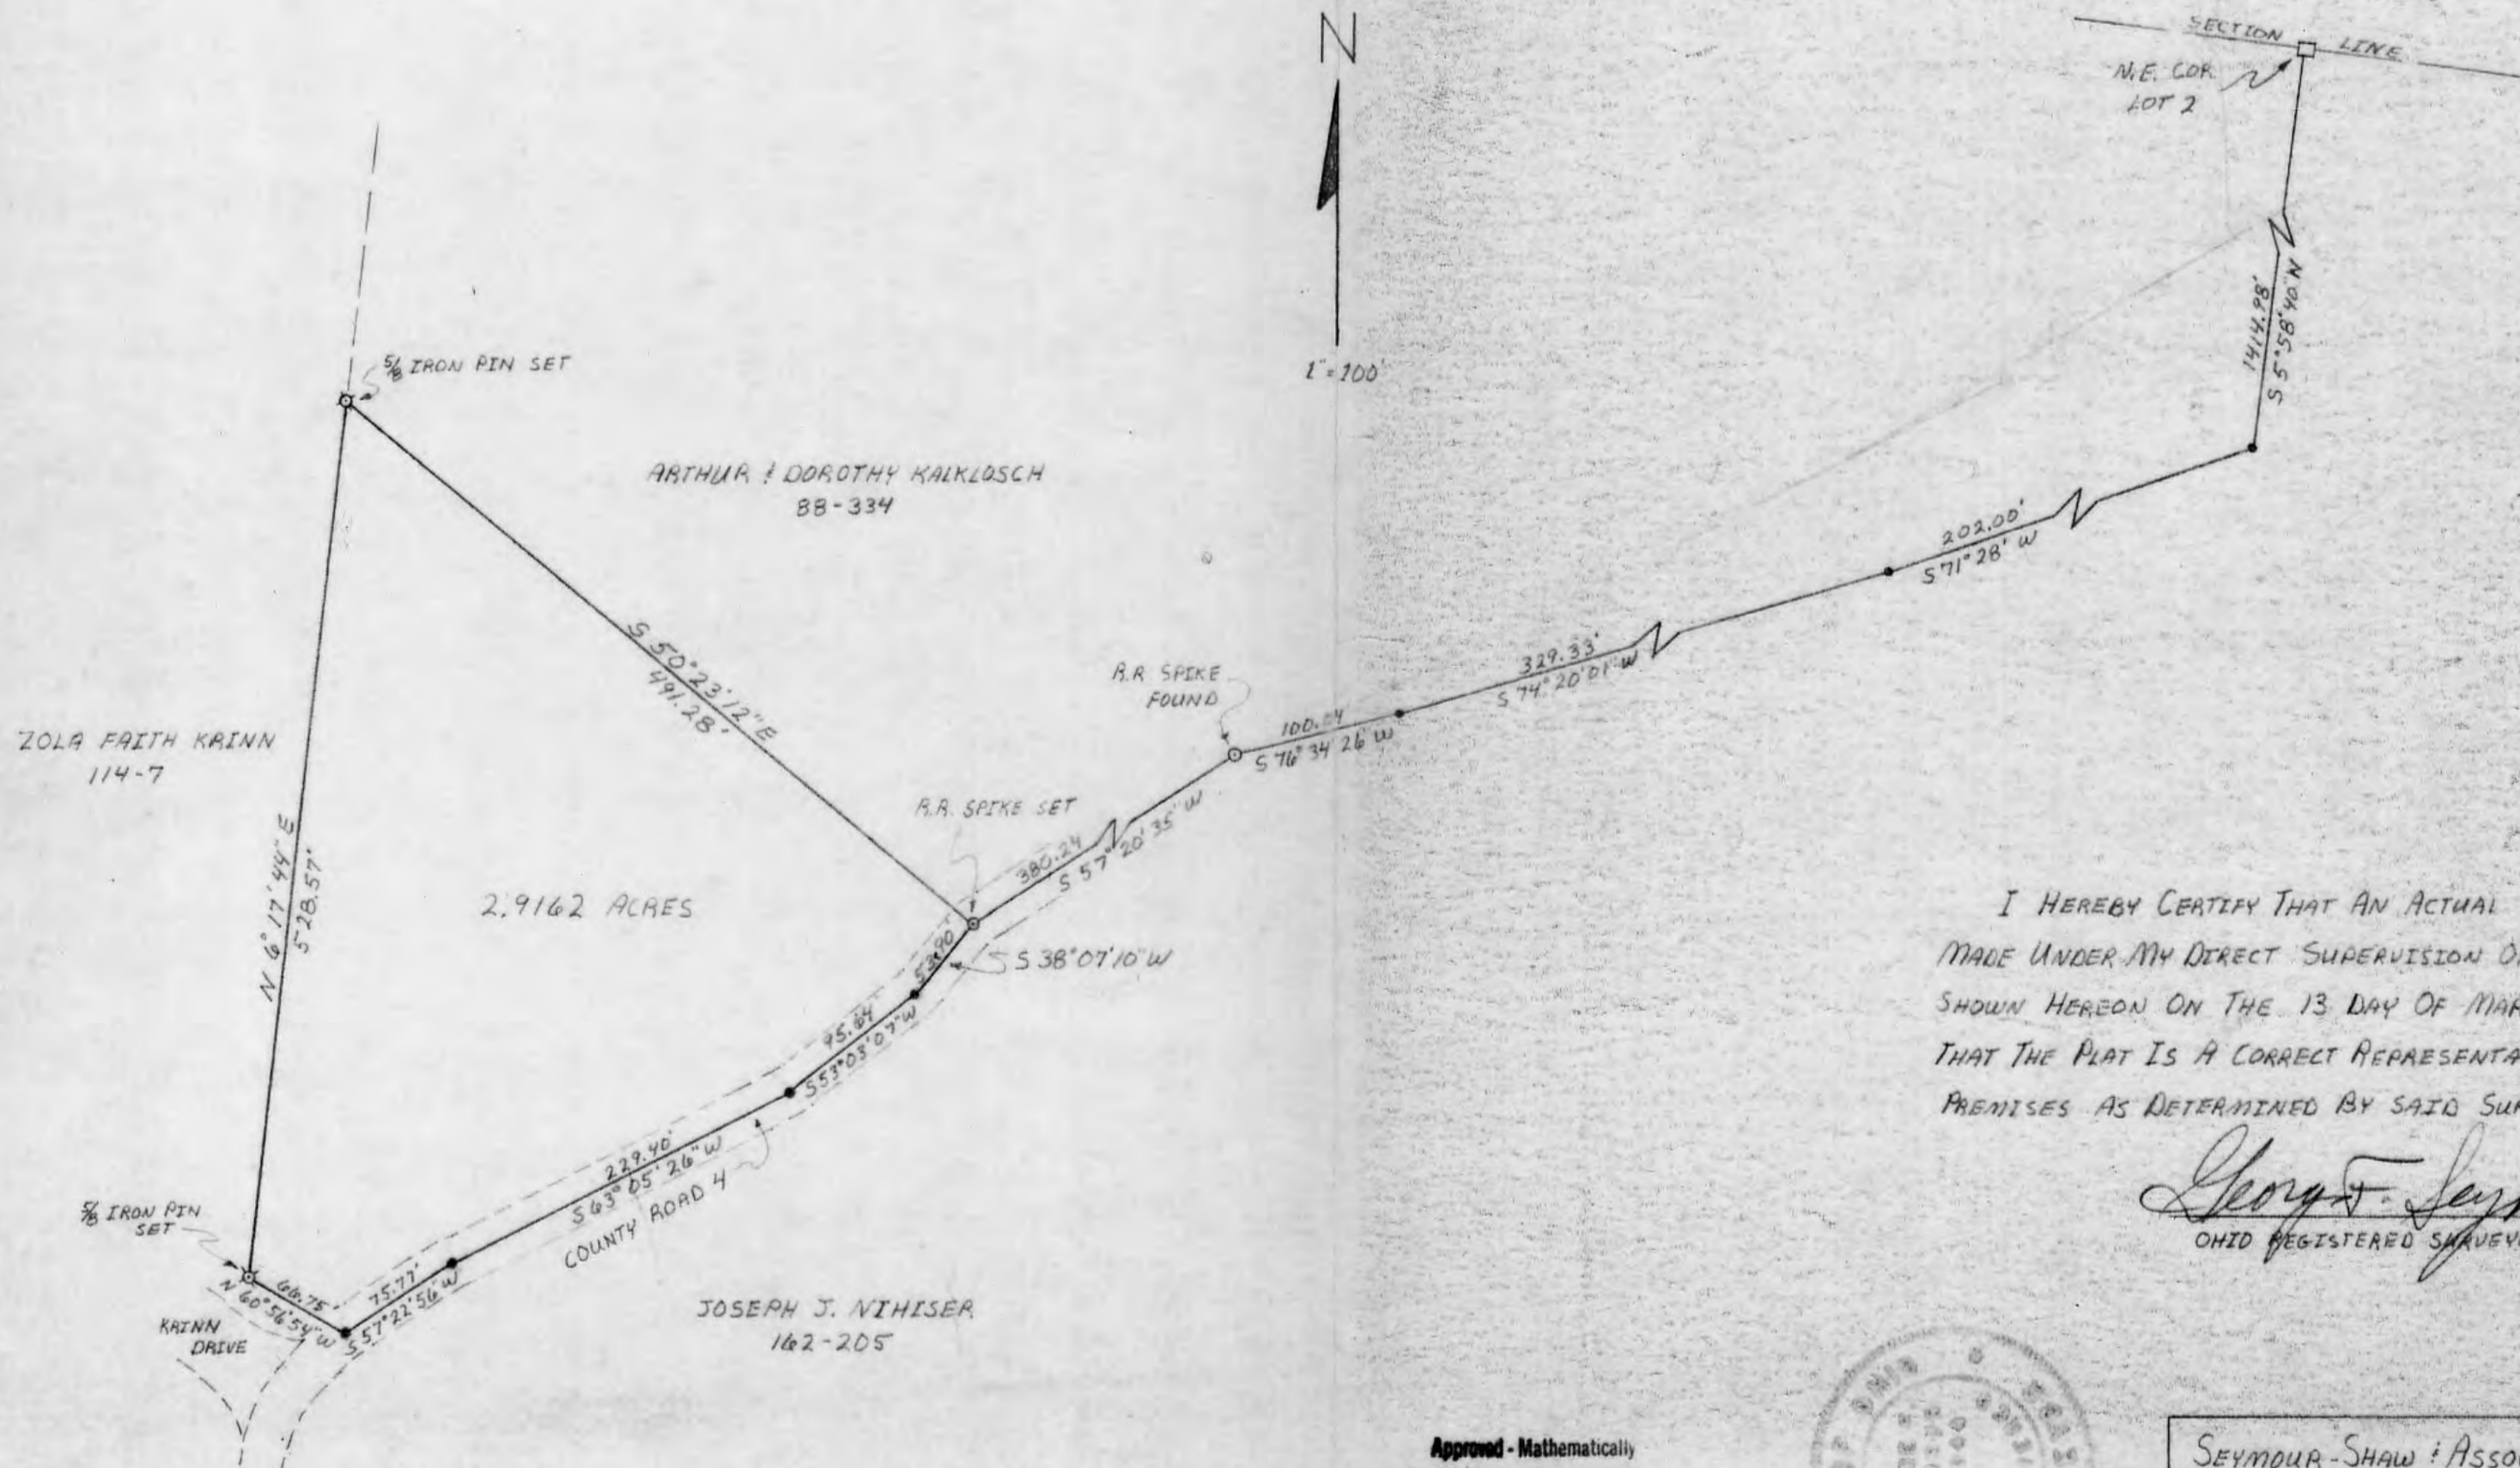 N
SECTION LINE
N.E. COR.
LOT 2
1" = 100'
1414.98'
S 5°58'40" W
5/8 IRON PIN SET
ARTHUR & DOROTHY KALKLOSCH
88-334
202.00'
S 71°28' W
329.33'
S 74°20'01" W
R.R. SPIKE
FOUND
S 76°34'26" W
S 50°23'12" E
491.28'
ZOLA FAITH KRINN
114-7
R.R. SPIKE SET
380.24
S 57°20'35" W
N 6°17'44" E
528.57'
2.9162 ACRES
53.90'
S 38°07'10" W
95.64'
S 53°03'07" W
229.40'
S 63°05'26" W
COUNTY ROAD 4
5/8 IRON PIN
SET
66.75'
N 60°56'54" W
75.77'
S 57°22'56" W
KRINN
DRIVE
JOSEPH J. NIHISER
162-205
I HEREBY CERTIFY THAT AN ACTUAL
MADE UNDER MY DIRECT SUPERVISION O
SHOWN HEREON ON THE 13 DAY OF MAR
THAT THE PLAT IS A CORRECT REPRESENTA
PREMISES AS DETERMINED BY SAID SUR
George F. Sey
OHIO REGISTERED SURVEY
OHIO
Approved - Mathematically
SEYMOUR-SHAW & ASSO